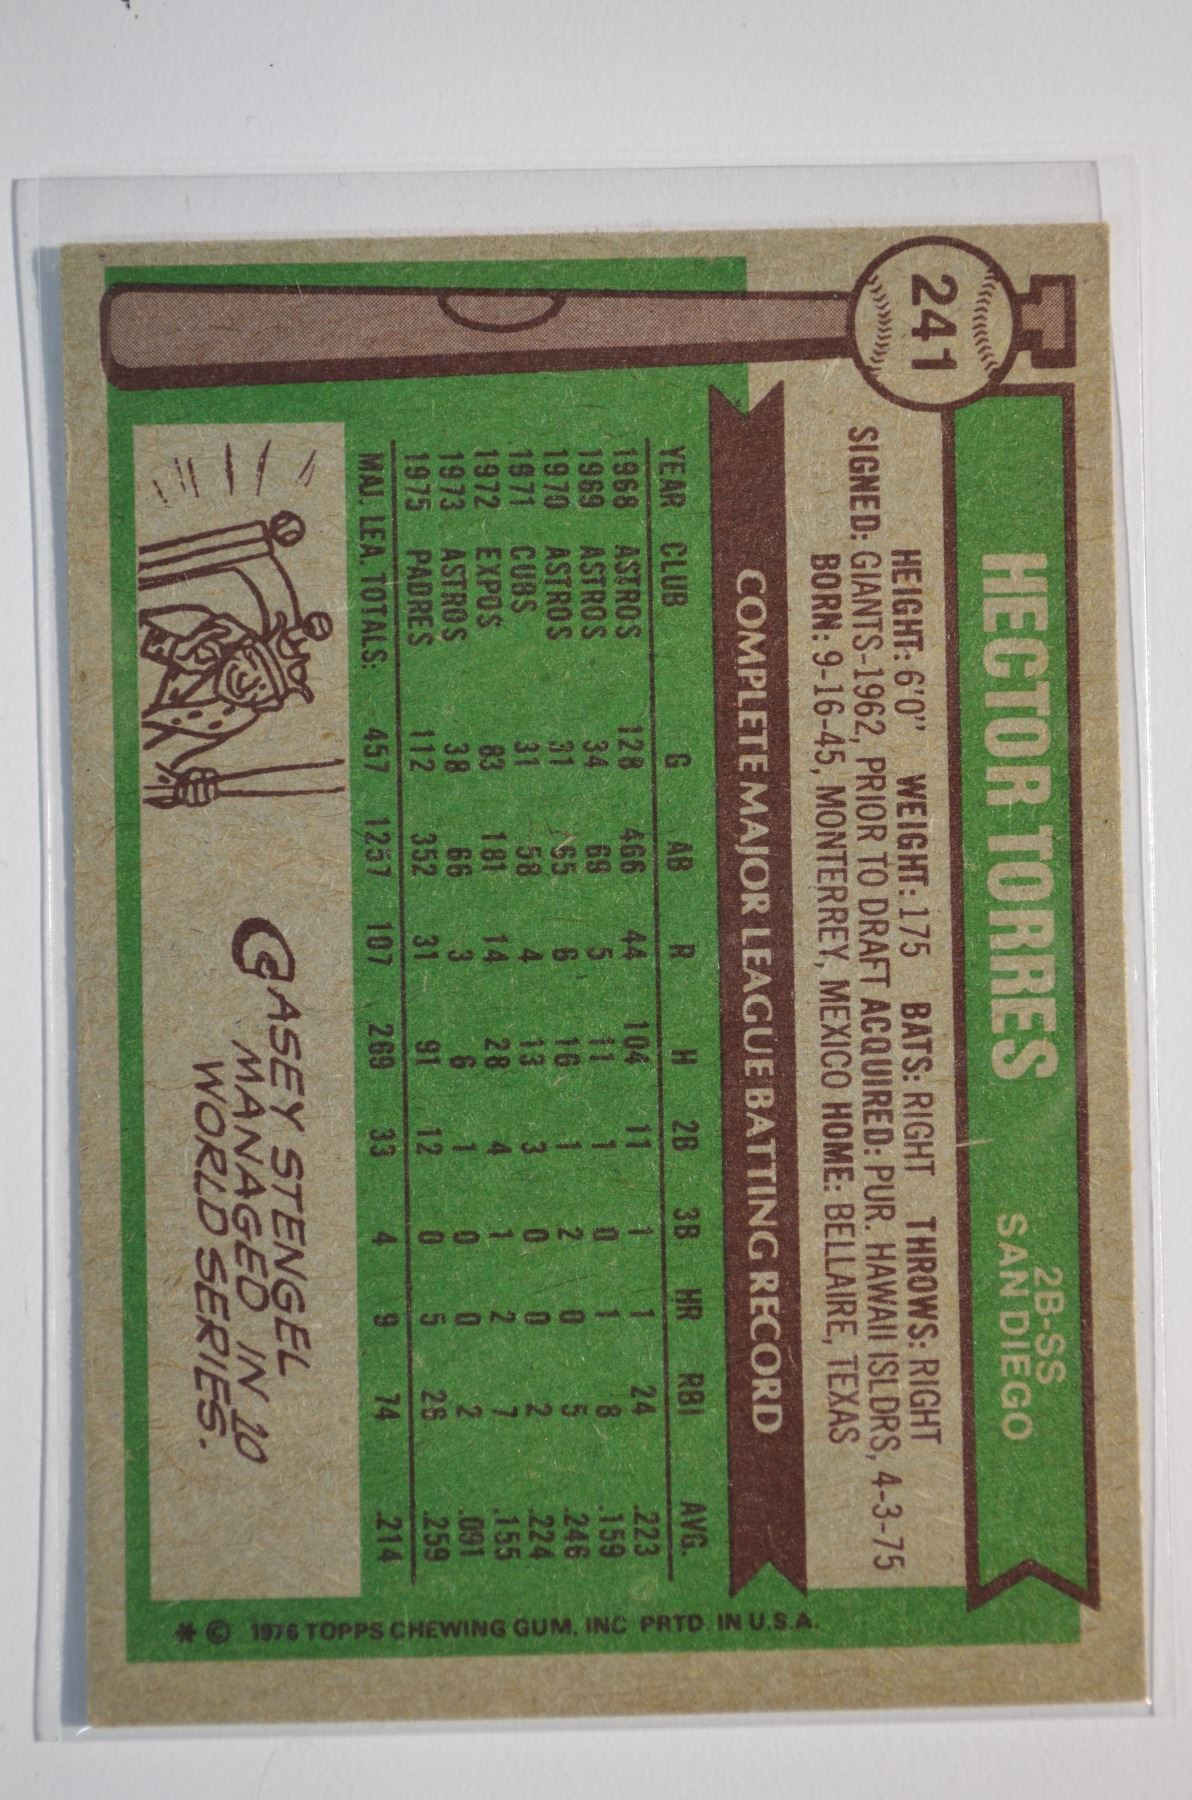 241
HECTOR TORRES
2B-SS
SAN DIEGO
HEIGHT: 6'0" WEIGHT: 175 BATS: RIGHT THROWS: RIGHT
SIGNED: GIANTS-1962, PRIOR TO DRAFT ACQUIRED: PUR. HAWAII ISLDRS, 4-3-75
BORN: 9-16-45, MONTERREY, MEXICO HOME: BELLAIRE, TEXAS
COMPLETE MAJOR LEAGUE BATTING RECORD
YEAR CLUB G AB R H 2B 3B HR RBI AVG.
1968 ASTROS 128 466 44 104 11 1 1 24 .223
1969 ASTROS 34 69 5 11 1 0 1 8 .159
1970 ASTROS 31 65 6 16 1 2 0 5 .246
1971 CUBS 31 58 4 13 3 0 0 2 .224
1972 EXPOS 83 181 14 28 4 1 2 7 .155
1973 ASTROS 38 66 3 6 1 0 0 2 .091
1975 PADRES 112 352 31 91 12 0 5 26 .259
MAJ. LEA. TOTALS: 457 1257 107 269 33 4 9 74 .214
CASEY STENGEL
MANAGED IN 10
WORLD SERIES.
* © 1976 TOPPS CHEWING GUM, INC PRTD. IN U.S.A.